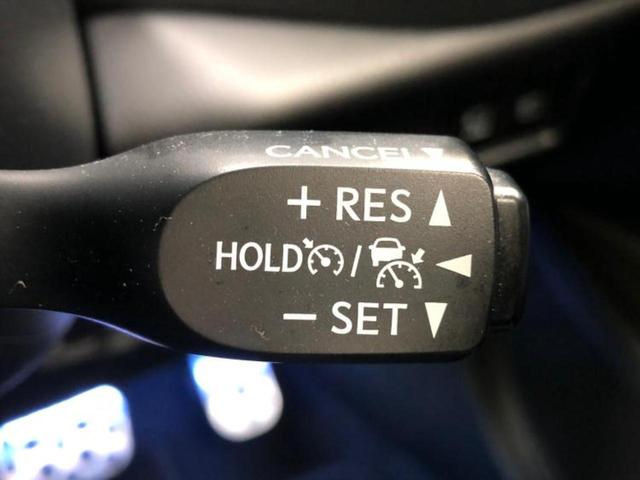 CANCEL
+ RES
HOLD /
− SET